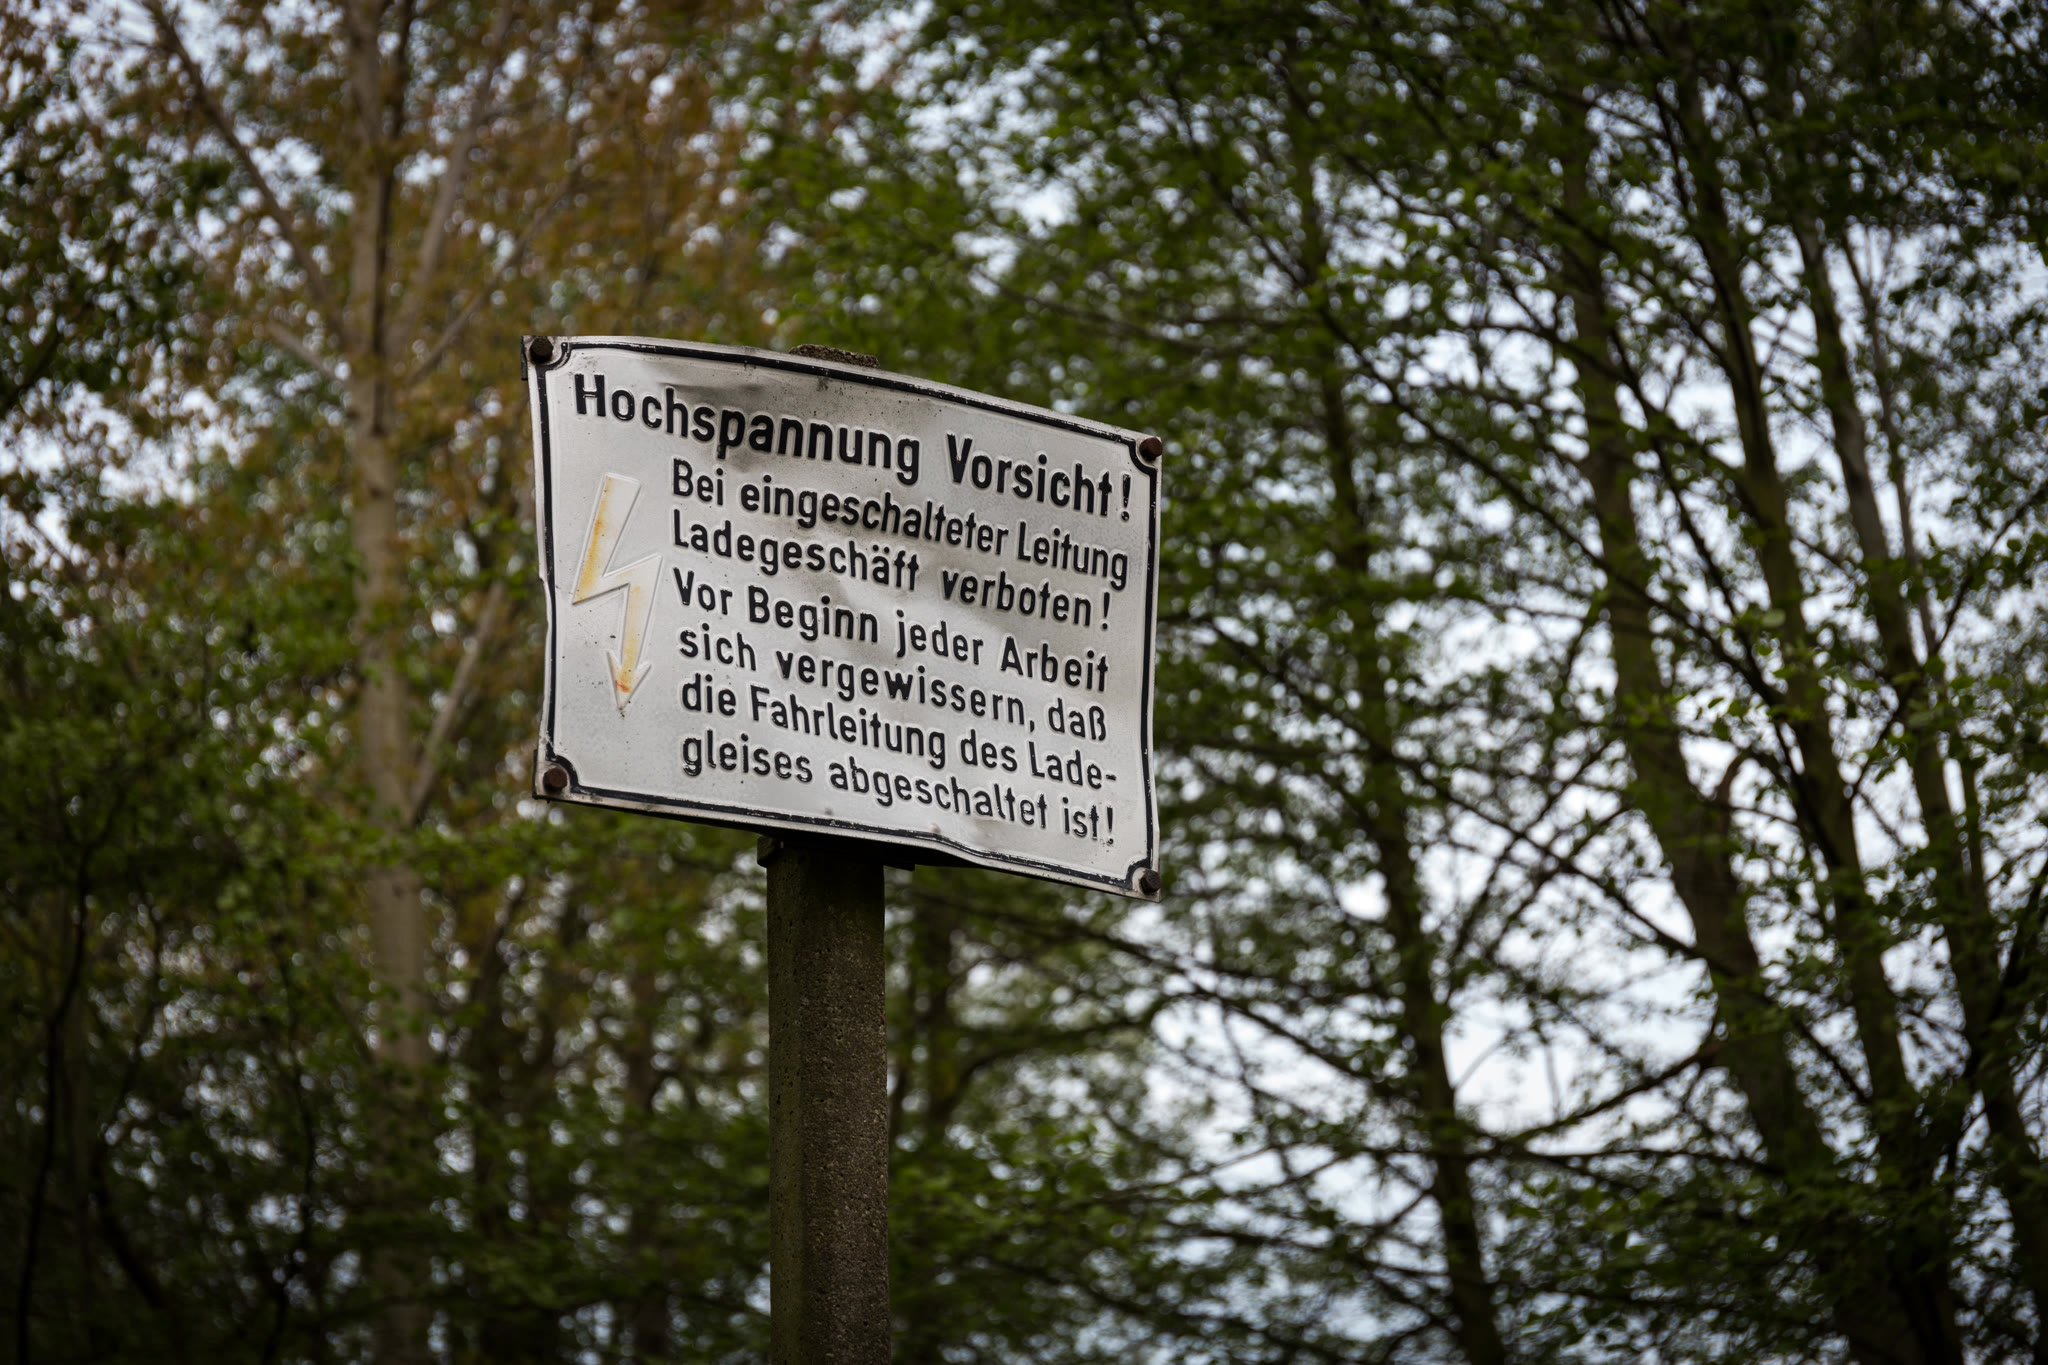 Hochspannung Vorsicht!
Bei eingeschalteter Leitung
Ladegeschäft verboten!
Vor Beginn jeder Arbeit
sich vergewissern, daß
die Fahrleitung des Lade-
gleises abgeschaltet ist!